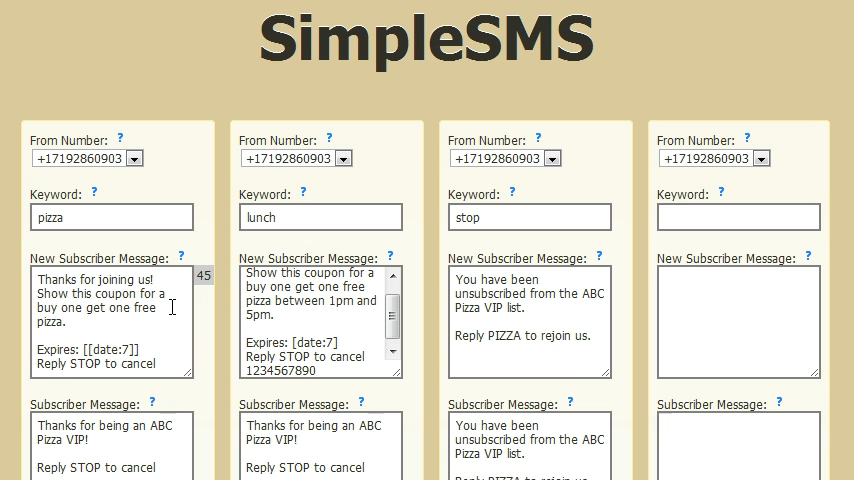 SimpleSMS
From Number: ?
+17192860903
Keyword: ?
pizza
New Subscriber Message: ?
45
Thanks for joining us!
Show this coupon for a
buy one get one free
pizza.
Expires: [[date:7]]
Reply STOP to cancel
Subscriber Message: ?
Thanks for being an ABC
Pizza VIP!
Reply STOP to cancel
From Number: ?
+17192860903
Keyword: ?
lunch
New Subscriber Message: ?
Show this coupon for a
buy one get one free
pizza between 1pm and
5pm.
Expires: [date:7]
Reply STOP to cancel
1234567890
Subscriber Message: ?
Thanks for being an ABC
Pizza VIP!
Reply STOP to cancel
From Number: ?
+17192860903
Keyword: ?
stop
New Subscriber Message: ?
You have been
unsubscribed from the ABC
Pizza VIP list.
Reply PIZZA to rejoin us.
Subscriber Message: ?
You have been
unsubscribed from the ABC
Pizza VIP list.
Reply PIZZA to rejoin us
From Number: ?
+17192860903
Keyword: ?
New Subscriber Message: ?
Subscriber Message: ?